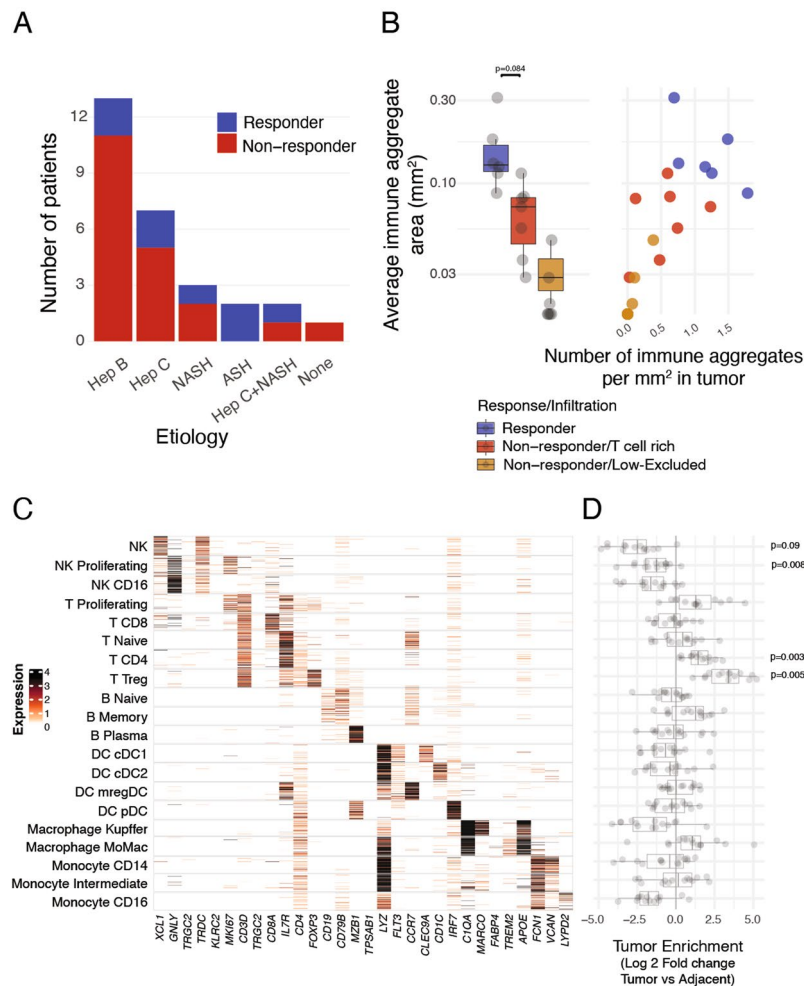 A
Number of patients
12
9
6
3
0
Responder
Non-responder
Hep B
Hep C
NASH
ASH
Hep C+NASH
None
Etiology
B
p=0.084
Average immune aggregate
area (mm²)
0.30
0.10
0.03
0.0
0.5
1.0
1.5
Number of immune aggregates
per mm² in tumor
Response/Infiltration
Responder
Non-responder/T cell rich
Non-responder/Low-Excluded
C
Expression
4
3
2
1
0
NK
NK Proliferating
NK CD16
T Proliferating
T CD8
T Naive
T CD4
T Treg
B Naive
B Memory
B Plasma
DC cDC1
DC cDC2
DC mregDC
DC pDC
Macrophage Kupffer
Macrophage MoMac
Monocyte CD14
Monocyte Intermediate
Monocyte CD16
XCL1
GNLY
TRGC2
TRDC
KLRC2
MKI67
CD3D
TRGC2
CD8A
IL7R
CD4
FOXP3
CD19
CD79B
MZB1
TPSAB1
LYZ
FLT3
CCR7
CLEC9A
CD1C
IRF7
C1QA
MARCO
FABP4
TREM2
APOE
FCN1
VCAN
LYPD2
D
p=0.09
p=0.008
p=0.003
p=0.005
−5.0
−2.5
0.0
2.5
5.0
Tumor Enrichment
(Log 2 Fold change
Tumor vs Adjacent)